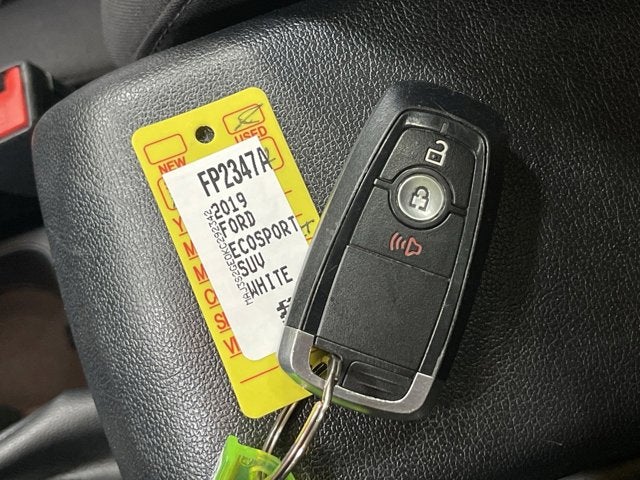 NEW
USED
FP2347A
2019
FORD
ECOSPORT
SUV
WHITE
Y
M
M
C
S
V